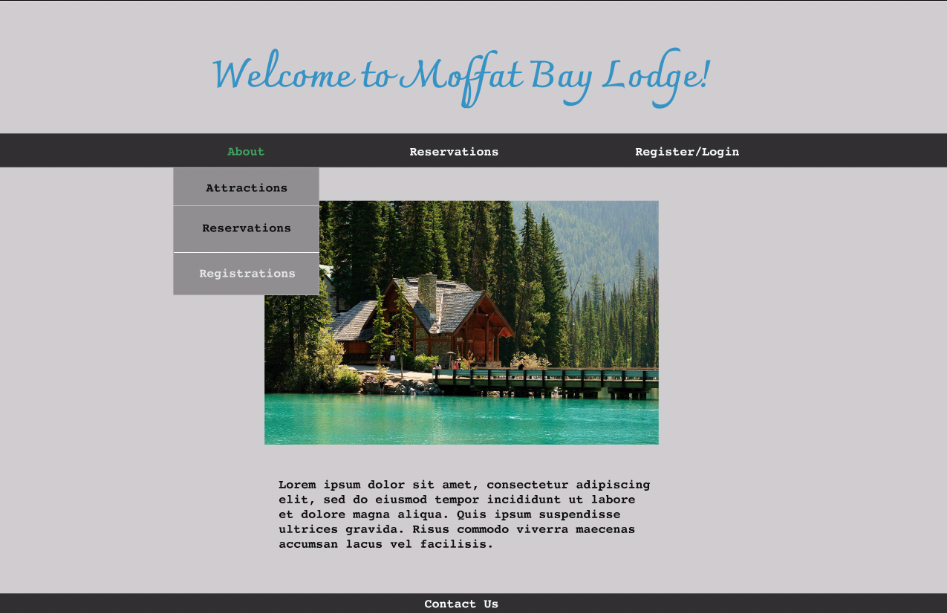 Welcome to Moffat Bay Lodge!
About
Reservations
Register/Login
Attractions
Reservations
Registrations
Lorem ipsum dolor sit amet, consectetur adipiscing
elit, sed do eiusmod tempor incididunt ut labore
et dolore magna aliqua. Quis ipsum suspendisse
ultrices gravida. Risus commodo viverra maecenas
accumsan lacus vel facilisis.
Contact Us